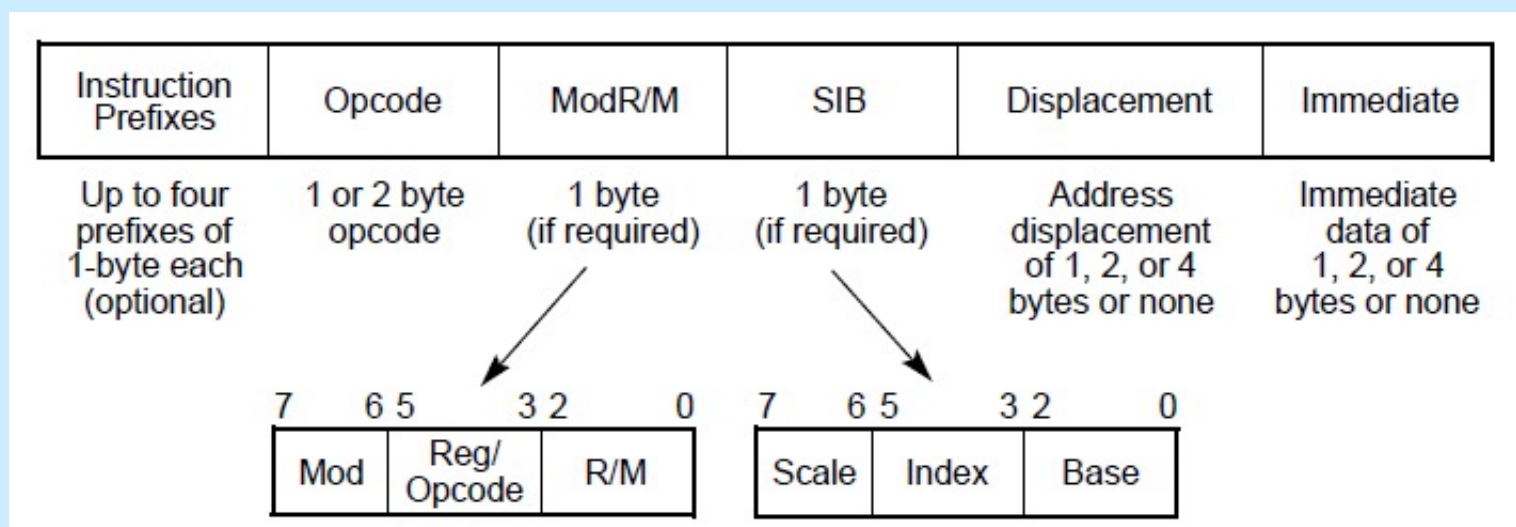 Instruction
Prefixes
Opcode
ModR/M
SIB
Displacement
Immediate
Up to four
prefixes of
1-byte each
(optional)
1 or 2 byte
opcode
1 byte
(if required)
1 byte
(if required)
Address
displacement
of 1, 2, or 4
bytes or none
Immediate
data of
1, 2, or 4
bytes or none
7 6 5 3 2 0
Mod
Reg/
Opcode
R/M
7 6 5 3 2 0
Scale
Index
Base